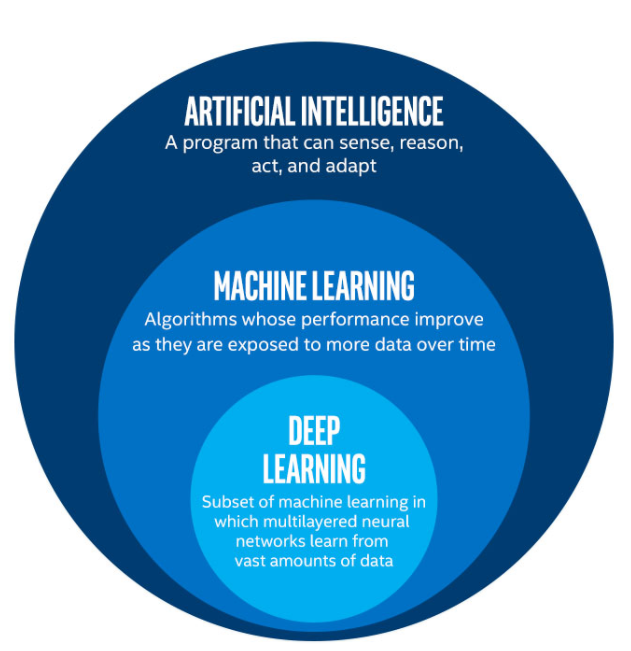 ARTIFICIAL INTELLIGENCE
A program that can sense, reason,
act, and adapt
MACHINE LEARNING
Algorithms whose performance improve
as they are exposed to more data over time
DEEP
LEARNING
Subset of machine learning in
which multilayered neural
networks learn from
vast amounts of data